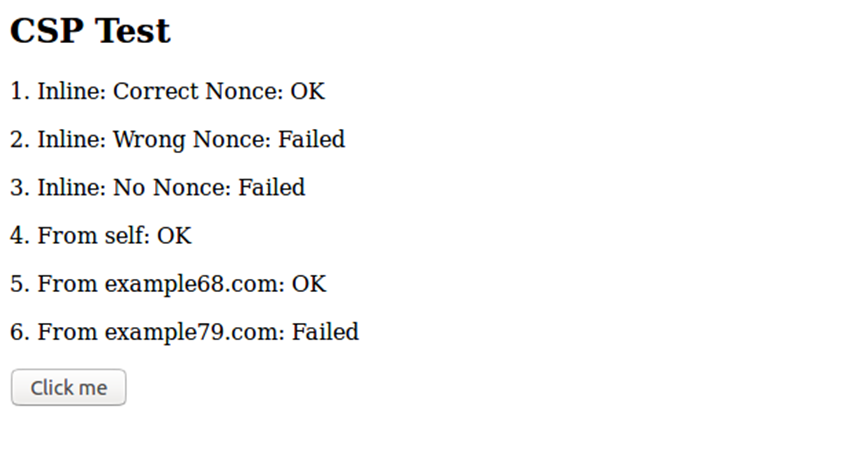 CSP Test
1. Inline: Correct Nonce: OK
2. Inline: Wrong Nonce: Failed
3. Inline: No Nonce: Failed
4. From self: OK
5. From example68.com: OK
6. From example79.com: Failed
Click me